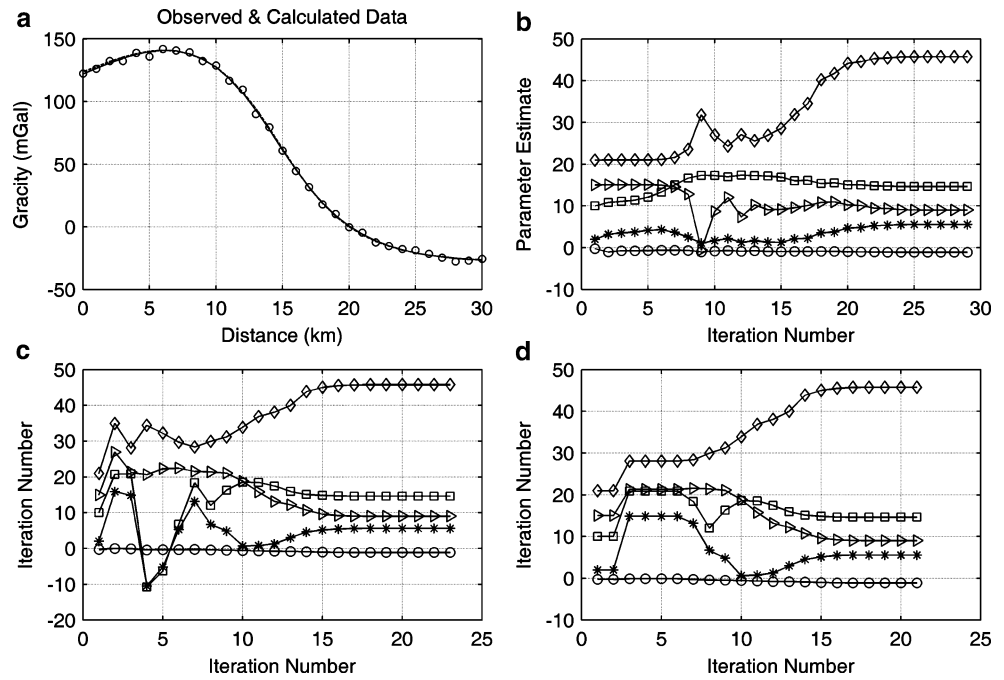 a
Observed & Calculated Data
150
100
50
0
-50
Gracity (mGal)
0 5 10 15 20 25 30
Distance (km)
b
50
40
30
20
10
0
-10
Parameter Estimate
0 5 10 15 20 25 30
Iteration Number
c
50
40
30
20
10
0
-10
-20
Iteration Number
0 5 10 15 20 25
Iteration Number
d
50
40
30
20
10
0
-10
Iteration Number
0 5 10 15 20 25
Iteration Number